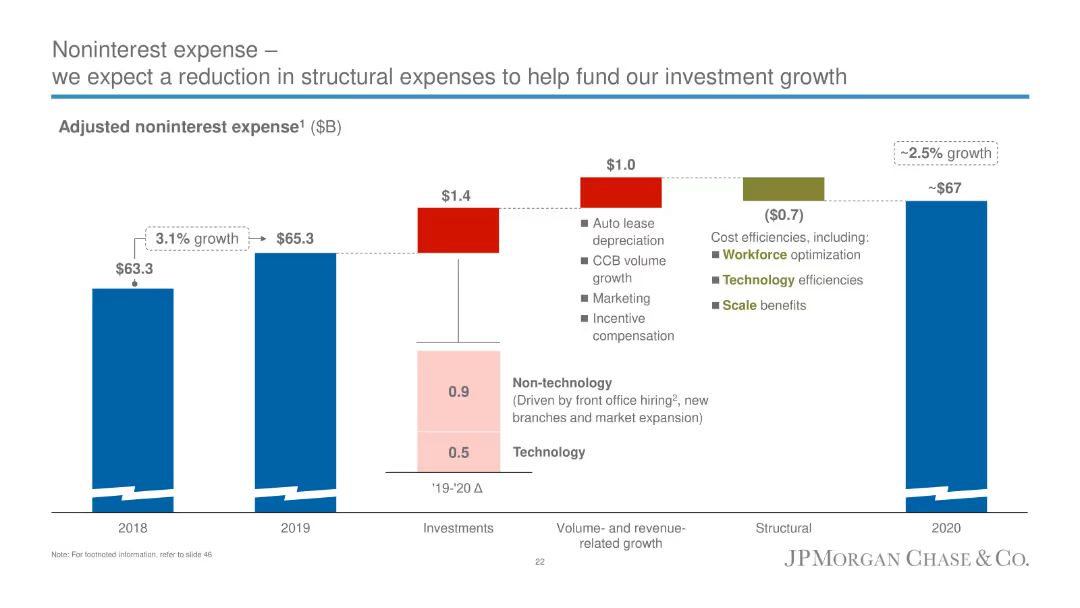 Noninterest expense –
we expect a reduction in structural expenses to help fund our investment growth
Adjusted noninterest expense¹ ($B)
~2.5% growth
$1.0
~$67
$1.4
($0.7)
3.1% growth
$65.3
$63.3
■ Auto lease
depreciation
■ CCB volume
growth
■ Marketing
■ Incentive
compensation
Cost efficiencies, including:
■ Workforce optimization
■ Technology efficiencies
■ Scale benefits
0.9
Non-technology
(Driven by front office hiring², new
branches and market expansion)
0.5
Technology
'19-'20 Δ
2018
2019
Investments
Volume- and revenue-
related growth
Structural
2020
Note: For footnoted information, refer to slide 46
22
JPMORGAN CHASE & CO.